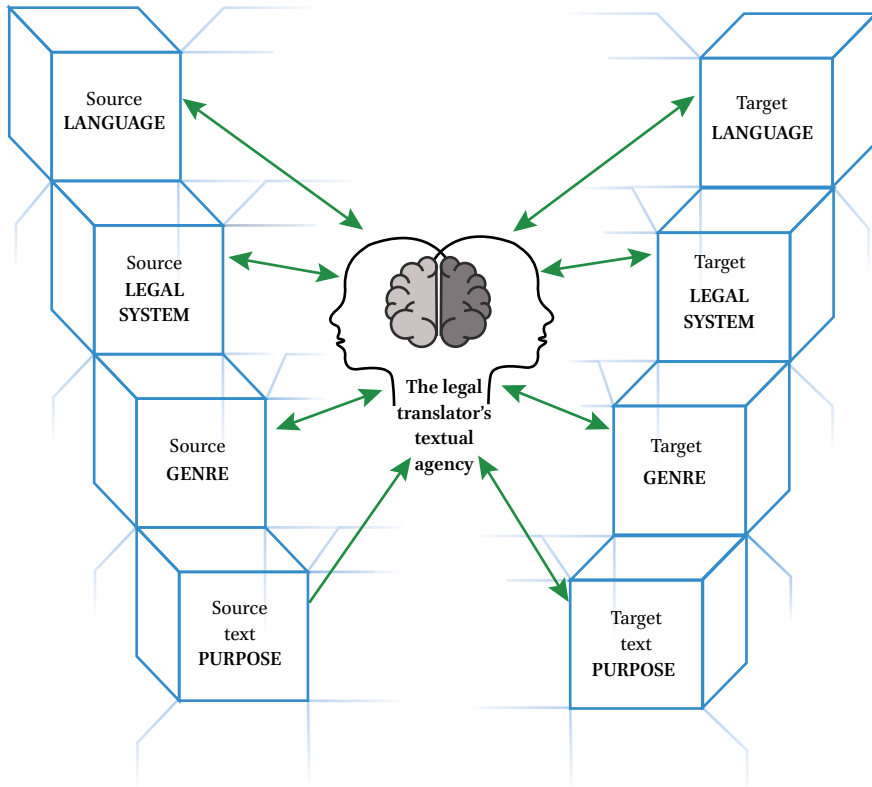 Source
LANGUAGE
Source
LEGAL
SYSTEM
Source
GENRE
Source
text
PURPOSE
The legal
translator’s
textual
agency
Target
LANGUAGE
Target
LEGAL
SYSTEM
Target
GENRE
Target
text
PURPOSE